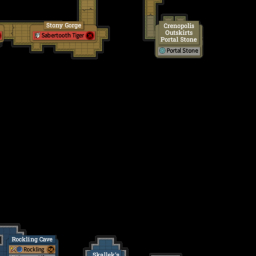 Stony Gorge
Sabertooth Tiger
Crenopolis
Outskirts
Portal Stone
Portal Stone
Rockling Cave
Rockling
Skallek's